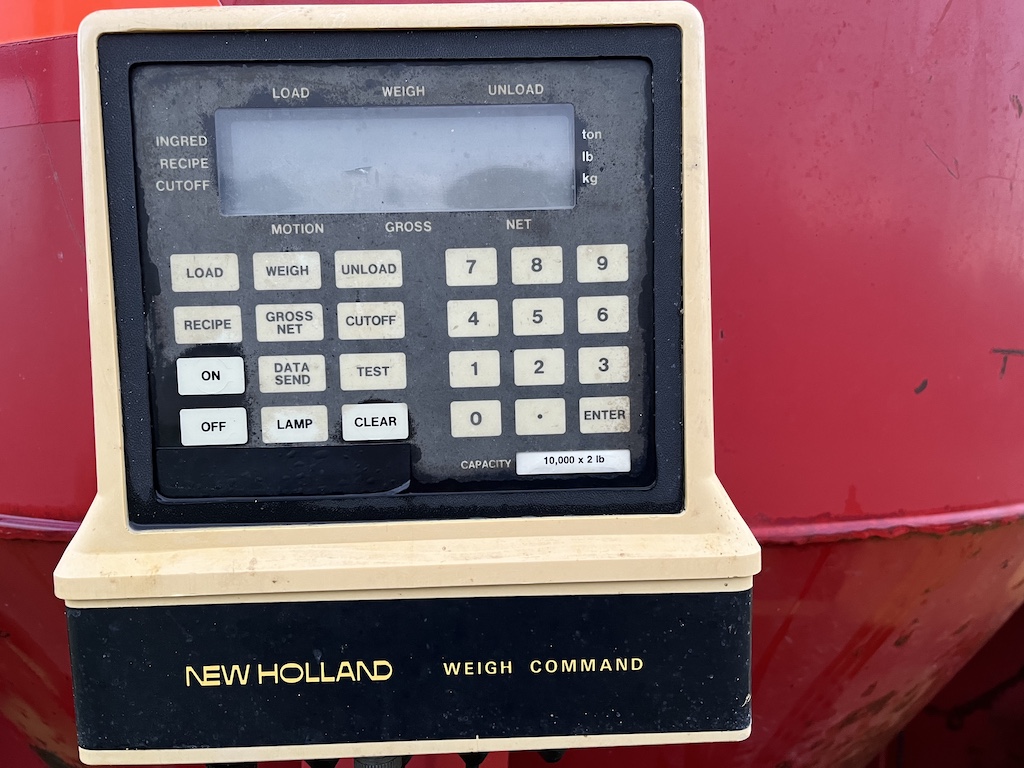 LOAD WEIGH UNLOAD
INGRED ton
RECIPE lb
CUTOFF kg
MOTION GROSS NET
LOAD WEIGH UNLOAD 7 8 9
RECIPE GROSS NET CUTOFF 4 5 6
ON DATA SEND TEST 1 2 3
OFF LAMP CLEAR 0 . ENTER
CAPACITY 10,000 x 2 lb
NEW HOLLAND WEIGH COMMAND